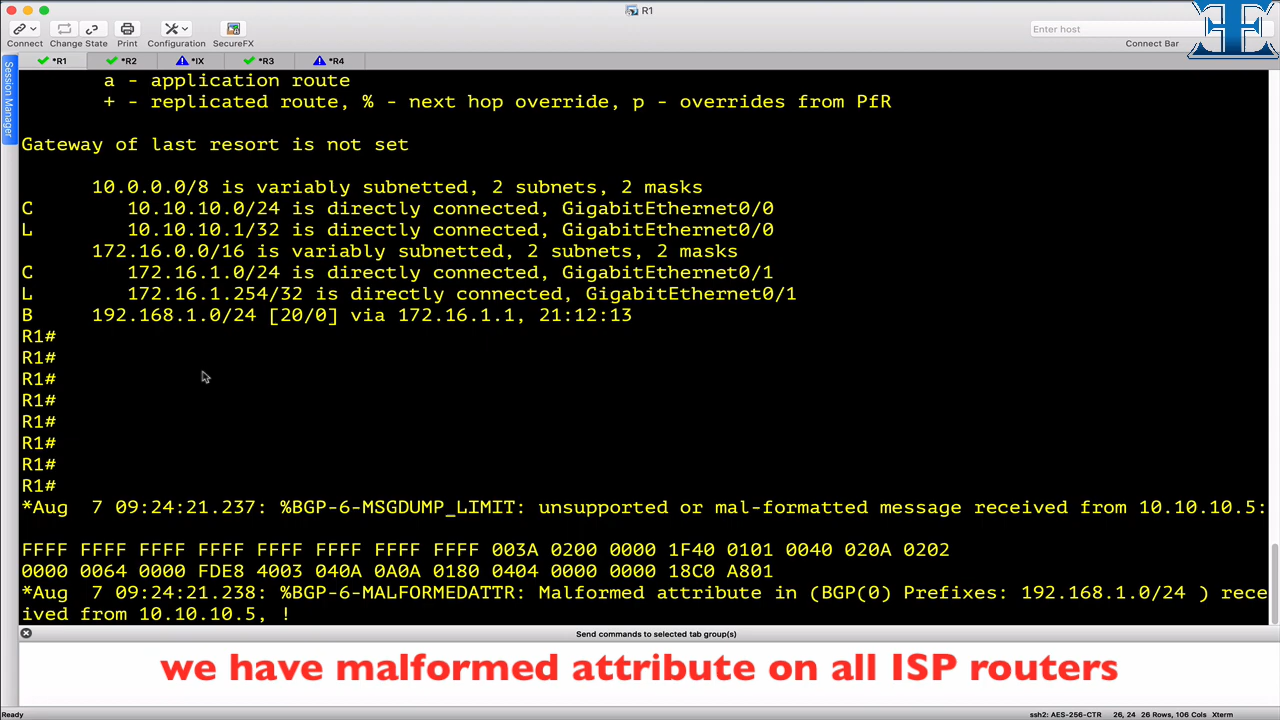 R1
Enter host
Connect Change State Print Configuration SecureFX Connect Bar
*R1 *R2 *IX *R3 *R4
Session Manager
a - application route
+ - replicated route, % - next hop override, p - overrides from PfR
Gateway of last resort is not set
10.0.0.0/8 is variably subnetted, 2 subnets, 2 masks
C 10.10.10.0/24 is directly connected, GigabitEthernet0/0
L 10.10.10.1/32 is directly connected, GigabitEthernet0/0
172.16.0.0/16 is variably subnetted, 2 subnets, 2 masks
C 172.16.1.0/24 is directly connected, GigabitEthernet0/1
L 172.16.1.254/32 is directly connected, GigabitEthernet0/1
B 192.168.1.0/24 [20/0] via 172.16.1.1, 21:12:13
R1#
R1#
R1#
R1#
R1#
R1#
R1#
R1#
*Aug 7 09:24:21.237: %BGP-6-MSGDUMP_LIMIT: unsupported or mal-formatted message received from 10.10.10.5:
FFFF FFFF FFFF FFFF FFFF FFFF FFFF FFFF 003A 0200 0000 1F40 0101 0040 020A 0202
0000 0064 0000 FDE8 4003 040A 0A0A 0180 0404 0000 0000 18C0 A801
*Aug 7 09:24:21.238: %BGP-6-MALFORMEDATTR: Malformed attribute in (BGP(0) Prefixes: 192.168.1.0/24 ) rece
ived from 10.10.10.5, !
Send commands to selected tab group(s)
we have malformed attribute on all ISP routers
Ready ssh2: AES-256-CTR 26, 24 26 Rows, 106 Cols Xterm